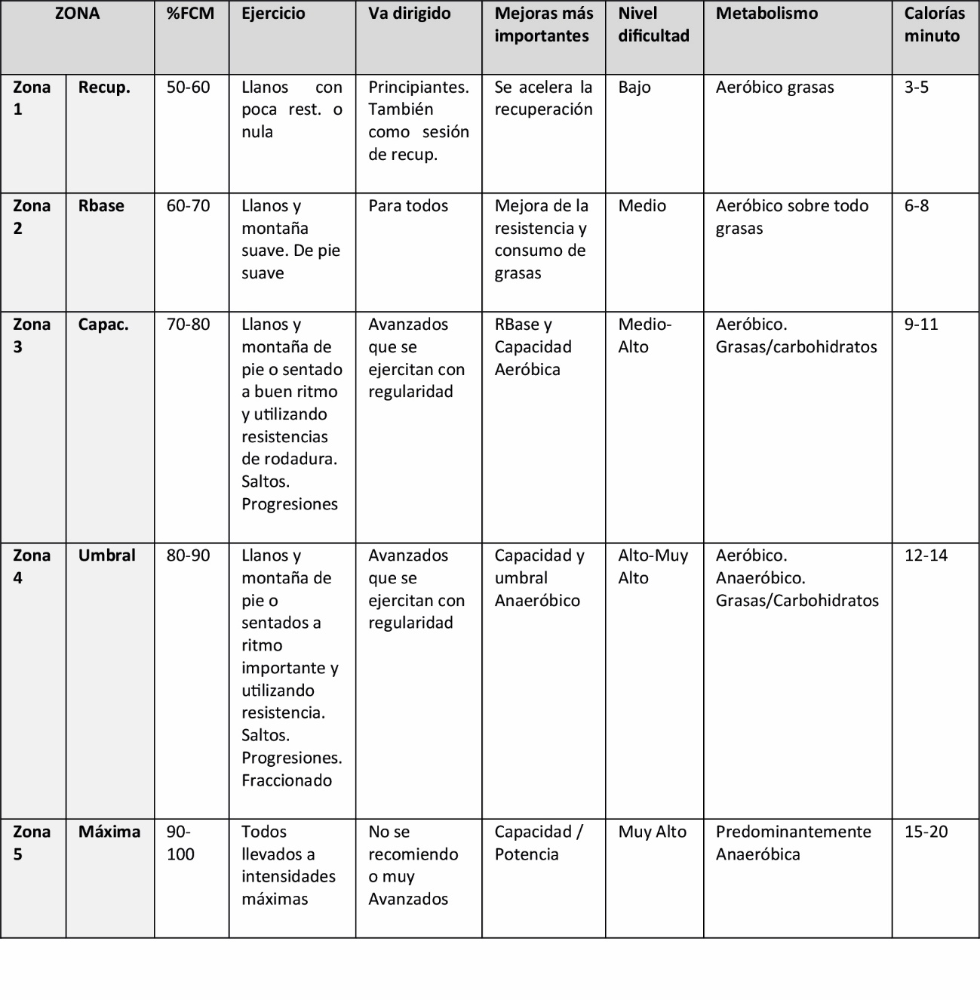 ZONA
%FCM
Ejercicio
Va dirigido
Mejoras más
importantes
Nivel
dificultad
Metabolismo
Calorías
minuto
Zona
1
Recup.
50-60
Llanos con
poca rest. o
nula
Principiantes.
También
como sesión
de recup.
Se acelera la
recuperación
Bajo
Aeróbico grasas
3-5
Zona
2
Rbase
60-70
Llanos y
montaña
suave. De pie
suave
Para todos
Mejora de la
resistencia y
consumo de
grasas
Medio
Aeróbico sobre todo
grasas
6-8
Zona
3
Capac.
70-80
Llanos y
montaña de
pie o sentado
a buen ritmo
y utilizando
resistencias
de rodadura.
Saltos.
Progresiones
Avanzados
que se
ejercitan con
regularidad
RBase y
Capacidad
Aeróbica
Medio-
Alto
Aeróbico.
Grasas/carbohidratos
9-11
Zona
4
Umbral
80-90
Llanos y
montaña de
pie o
sentados a
ritmo
importante y
utilizando
resistencia.
Saltos.
Progresiones.
Fraccionado
Avanzados
que se
ejercitan con
regularidad
Capacidad y
umbral
Anaeróbico
Alto-Muy
Alto
Aeróbico.
Anaeróbico.
Grasas/Carbohidratos
12-14
Zona
5
Máxima
90-
100
Todos
llevados a
intensidades
máximas
No se
recomiendo
o muy
Avanzados
Capacidad /
Potencia
Muy Alto
Predominantemente
Anaeróbica
15-20